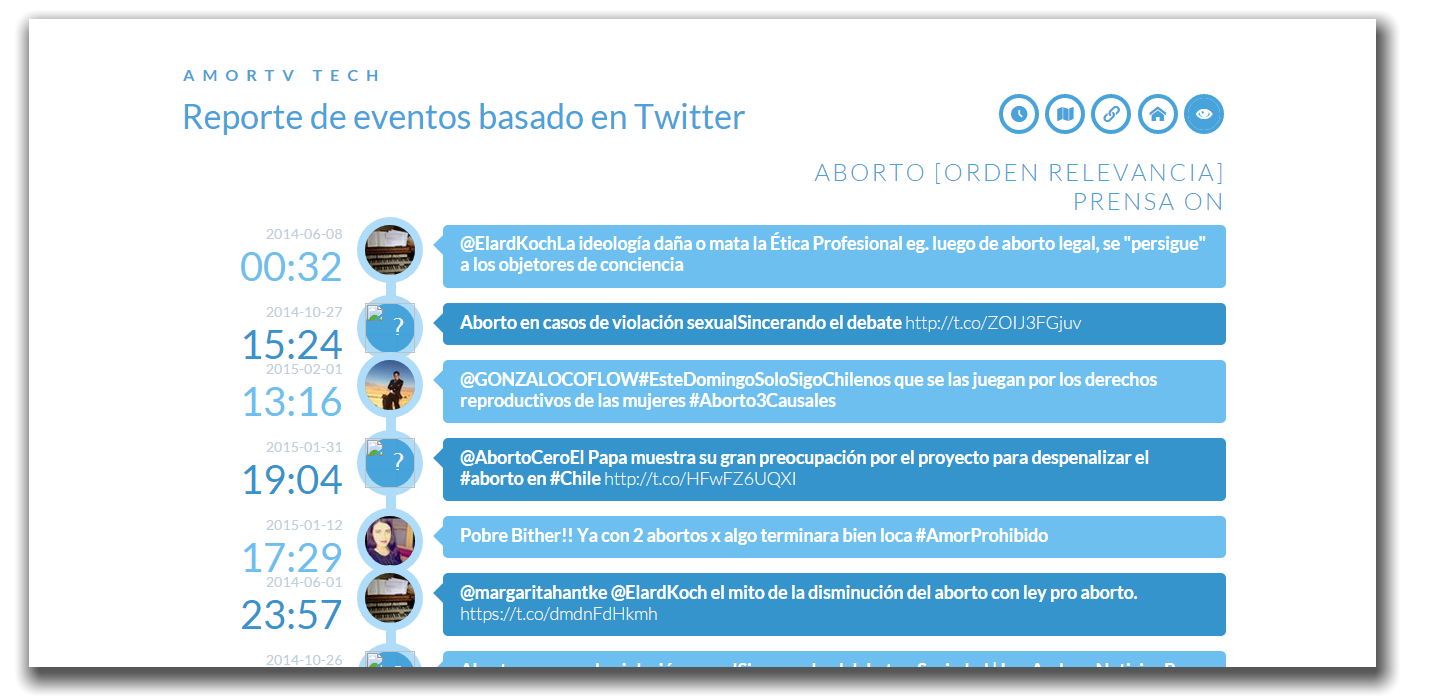 AMORTV TECH
Reporte de eventos basado en Twitter
ABORTO [ORDEN RELEVANCIA]
PRENSA ON
2014-06-08
00:32
@ElardKochLa ideología daña o mata la Ética Profesional eg. luego de aborto legal, se "persigue"
a los objetores de conciencia
2014-10-27
15:24
?
Aborto en casos de violación sexualSincerando el debate http://t.co/ZOIJ3FGjuv
2015-02-01
13:16
@GONZALOCOFLOW#EsteDomingoSoloSigoChilenos que se las juegan por los derechos
reproductivos de las mujeres #Aborto3Causales
2015-01-31
19:04
?
@AbortoCeroEl Papa muestra su gran preocupación por el proyecto para despenalizar el
#aborto en #Chile http://t.co/HFwFZ6UQXI
2015-01-12
17:29
Pobre Bither!! Ya con 2 abortos x algo terminara bien loca #AmorProhibido
2014-06-01
23:57
@margaritahantke @ElardKoch el mito de la disminución del aborto con ley pro aborto.
https://t.co/dmdnFdHkmh
2014-10-26